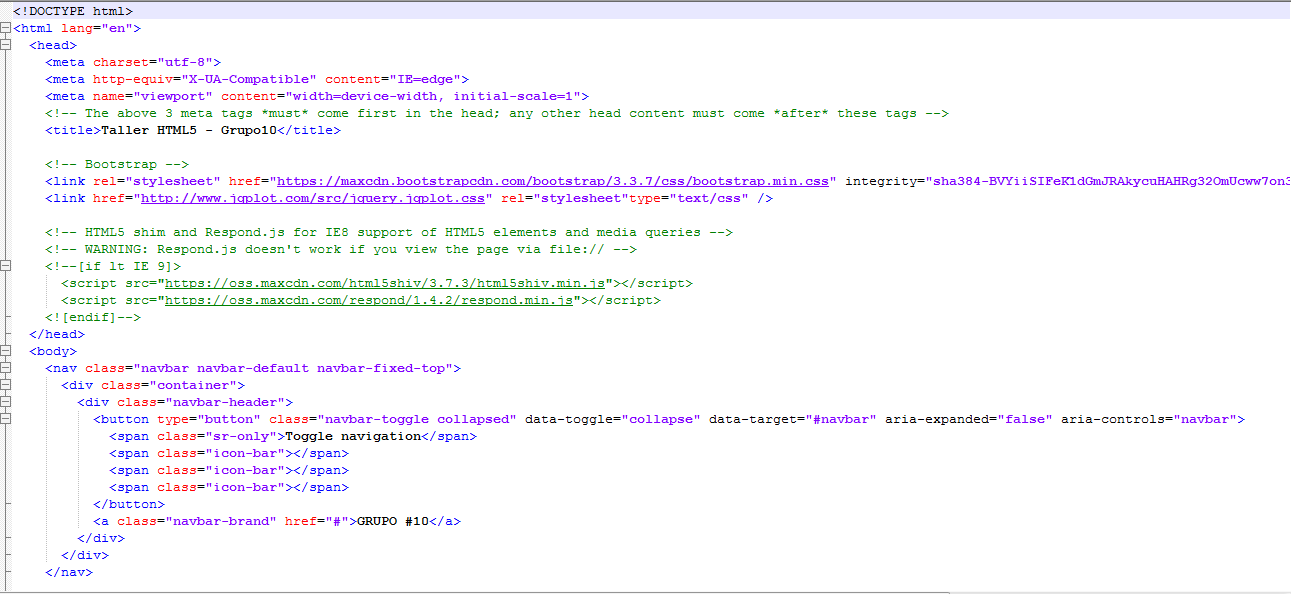 <!DOCTYPE html>
<html lang="en">
<head>
<meta charset="utf-8">
<meta http-equiv="X-UA-Compatible" content="IE=edge">
<meta name="viewport" content="width=device-width, initial-scale=1">
<!-- The above 3 meta tags *must* come first in the head; any other head content must come *after* these tags -->
<title>Taller HTML5 - Grupo10</title>
<!-- Bootstrap -->
<link rel="stylesheet" href="https://maxcdn.bootstrapcdn.com/bootstrap/3.3.7/css/bootstrap.min.css" integrity="sha384-BVYiiSIFeK1dGmJRAkycuHAHRg32OmUcww7on3
<link href="http://www.jqplot.com/src/jquery.jqplot.css" rel="stylesheet"type="text/css" />
<!-- HTML5 shim and Respond.js for IE8 support of HTML5 elements and media queries -->
<!-- WARNING: Respond.js doesn't work if you view the page via file:// -->
<!--[if lt IE 9]>
<script src="https://oss.maxcdn.com/html5shiv/3.7.3/html5shiv.min.js"></script>
<script src="https://oss.maxcdn.com/respond/1.4.2/respond.min.js"></script>
<![endif]-->
</head>
<body>
<nav class="navbar navbar-default navbar-fixed-top">
<div class="container">
<div class="navbar-header">
<button type="button" class="navbar-toggle collapsed" data-toggle="collapse" data-target="#navbar" aria-expanded="false" aria-controls="navbar">
<span class="sr-only">Toggle navigation</span>
<span class="icon-bar"></span>
<span class="icon-bar"></span>
<span class="icon-bar"></span>
</button>
<a class="navbar-brand" href="#">GRUPO #10</a>
</div>
</div>
</nav>